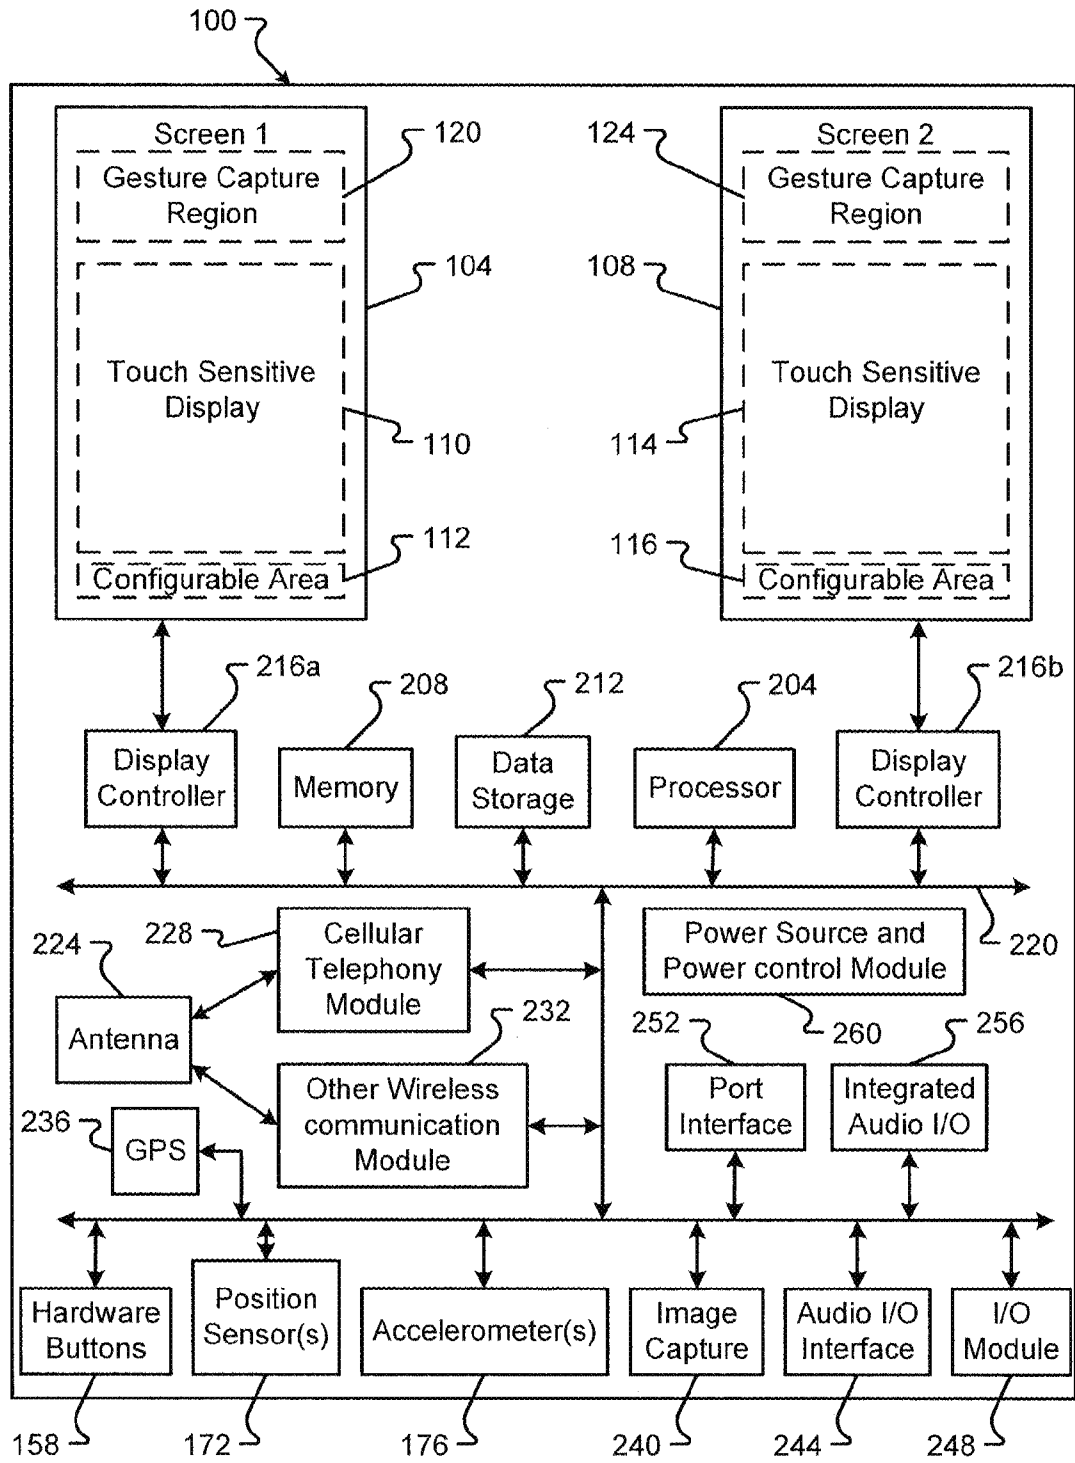 100
Screen 1
120
124
Screen 2
Gesture Capture
Region
Gesture Capture
Region
104
108
Touch Sensitive
Display
Touch Sensitive
Display
110
114
112
116
Configurable Area
Configurable Area
216a
208
212
204
216b
Display
Controller
Memory
Data
Storage
Processor
Display
Controller
228
Cellular
Telephony
Module
Power Source and
Power control Module
220
224
Antenna
232
252
260
256
Other Wireless
communication
Module
Port
Interface
Integrated
Audio I/O
236
GPS
Hardware
Buttons
Position
Sensor(s)
Accelerometer(s)
Image
Capture
Audio I/O
Interface
I/O
Module
158
172
176
240
244
248